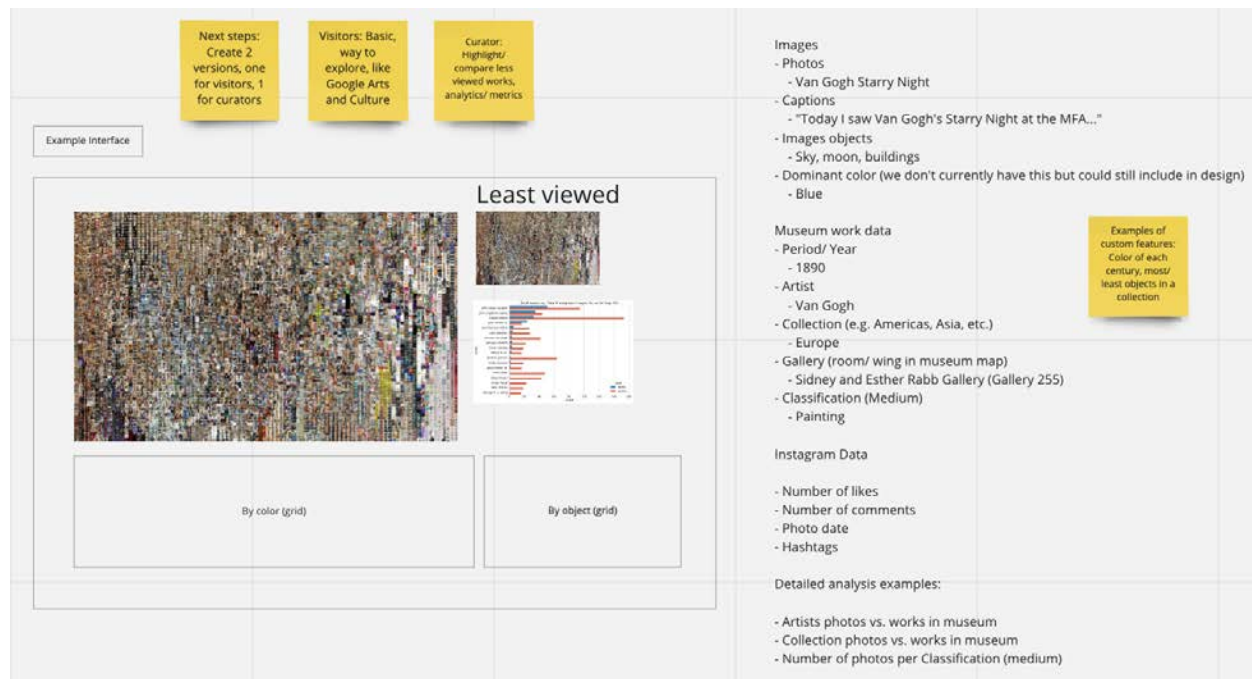 Next steps:
Create 2
versions, one
for visitors, 1
for curators
Visitors: Basic,
way to
explore, like
Google Arts
and Culture
Curator:
Highlight/
compare less
viewed works,
analytics/ metrics
Example Interface
Least viewed
By color (grid)
By object (grid)
Images
- Photos
- Van Gogh Starry Night
- Captions
- "Today I saw Van Gogh's Starry Night at the MFA..."
- Images objects
- Sky, moon, buildings
- Dominant color (we don't currently have this but could still include in design)
- Blue
Museum work data
- Period/ Year
- 1890
- Artist
- Van Gogh
- Collection (e.g. Americas, Asia, etc.)
- Europe
- Gallery (room/ wing in museum map)
- Sidney and Esther Rabb Gallery (Gallery 255)
- Classification (Medium)
- Painting
Examples of
custom features:
Color of each
century, most/
least objects in a
collection
Instagram Data
- Number of likes
- Number of comments
- Photo date
- Hashtags
Detailed analysis examples:
- Artists photos vs. works in museum
- Collection photos vs. works in museum
- Number of photos per Classification (medium)